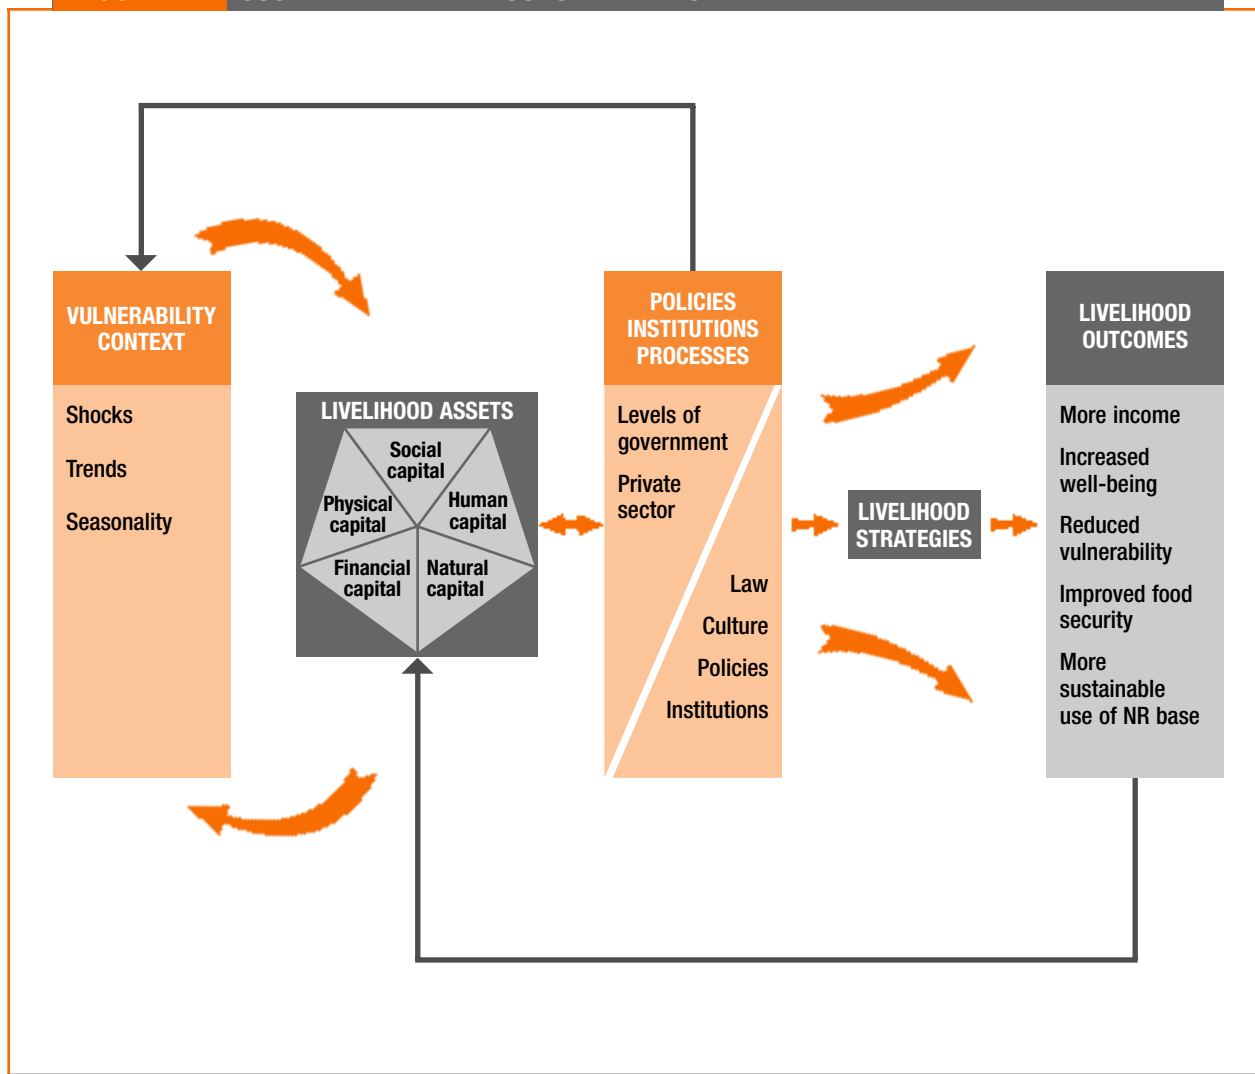 VULNERABILITY
CONTEXT
Shocks
Trends
Seasonality
LIVELIHOOD ASSETS
Social
capital
Physical
capital
Human
capital
Financial
capital
Natural
capital
POLICIES
INSTITUTIONS
PROCESSES
Levels of
government
Private
sector
Law
Culture
Policies
Institutions
LIVELIHOOD
STRATEGIES
LIVELIHOOD
OUTCOMES
More income
Increased
well-being
Reduced
vulnerability
Improved food
security
More
sustainable
use of NR base